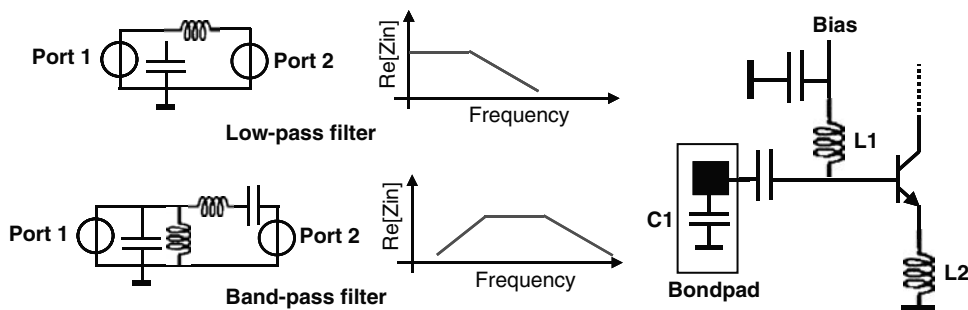 Port 1
Port 2
Low-pass filter
Re[Zin]
Frequency
Port 1
Port 2
Band-pass filter
Re[Zin]
Frequency
Bias
L1
C1
Bondpad
L2